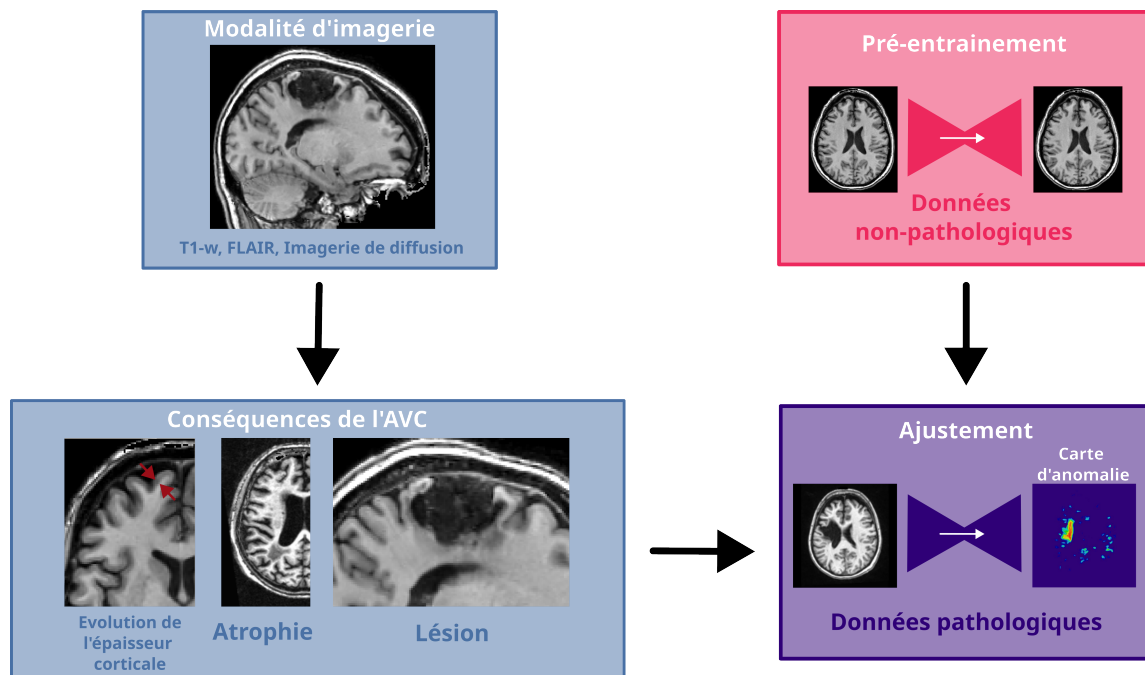 Modalité d'imagerie
T1-w, FLAIR, Imagerie de diffusion
Pré-entrainement
Données
non-pathologiques
Conséquences de l'AVC
Evolution de
l'épaisseur
corticale
Atrophie
Lésion
Ajustement
Carte
d'anomalie
Données pathologiques